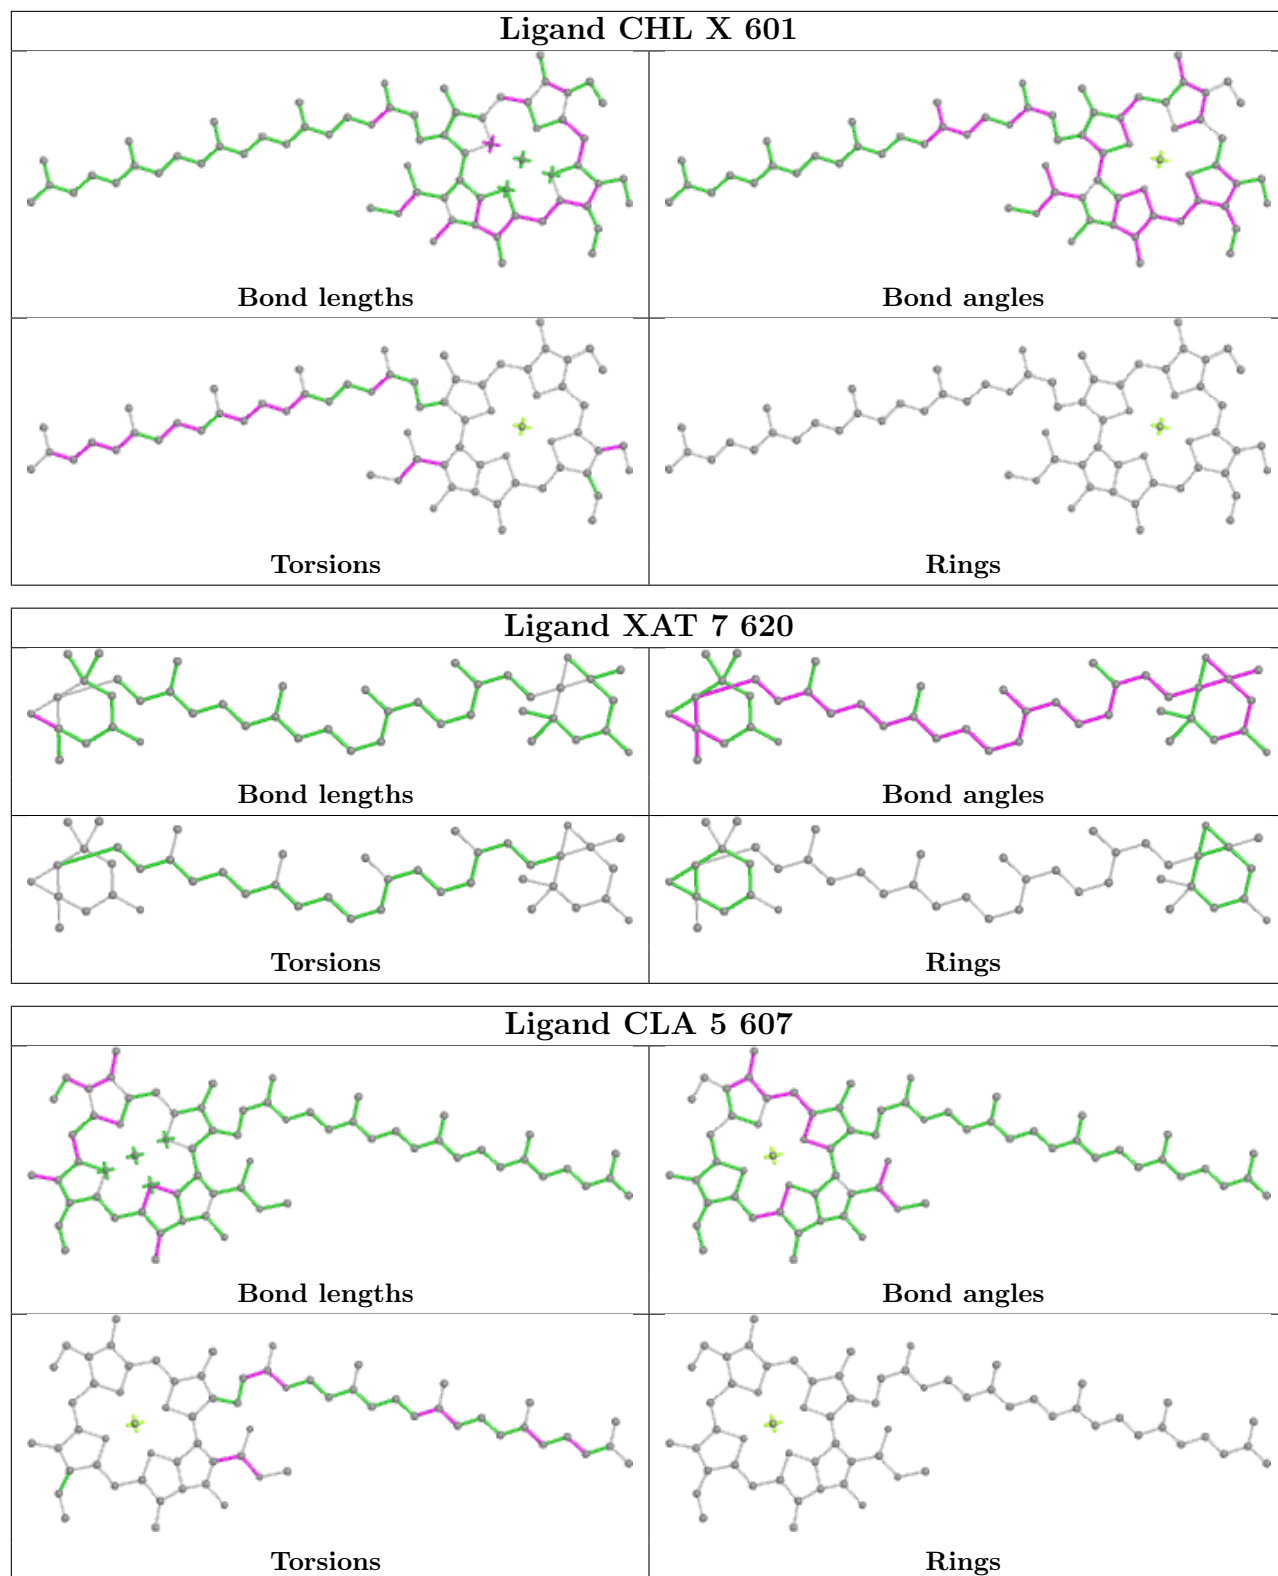 Ligand CHL X 601
Bond lengths
Bond angles
Torsions
Rings
Ligand XAT 7 620
Bond lengths
Bond angles
Torsions
Rings
Ligand CLA 5 607
Bond lengths
Bond angles
Torsions
Rings